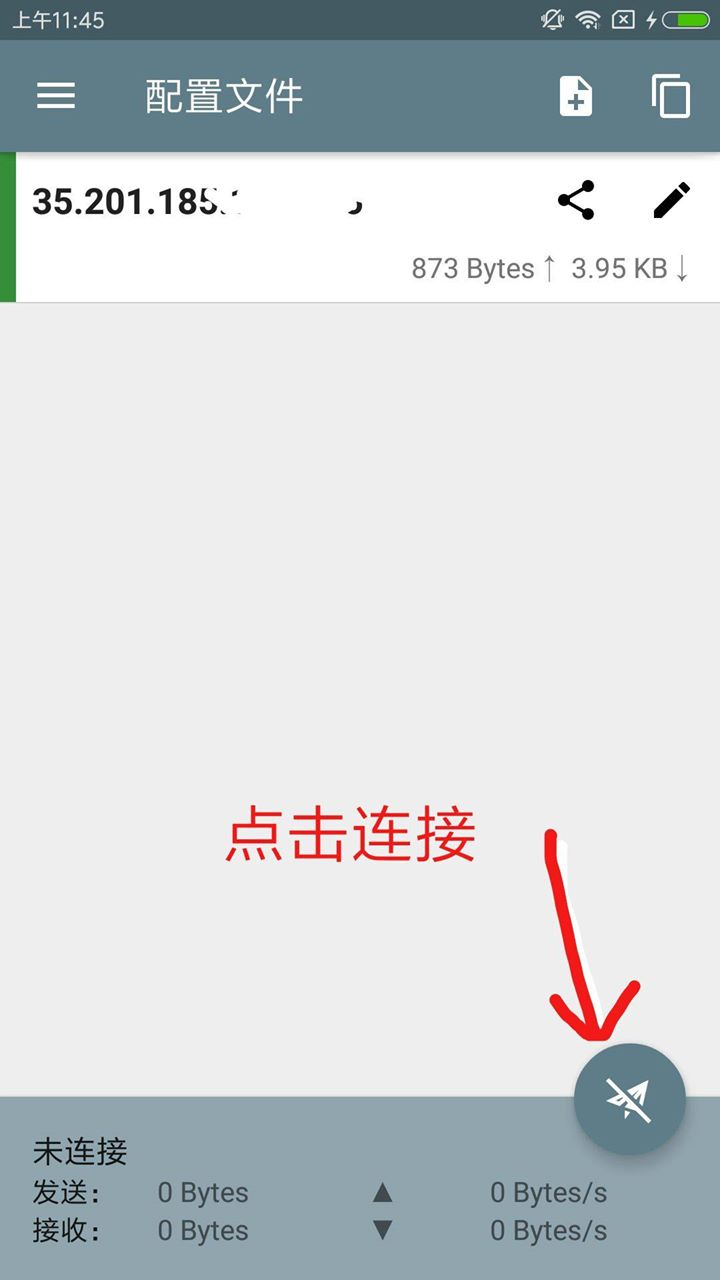 上午11:45
配置文件
35.201.185.
873 Bytes↑ 3.95 KB↓
点击连接
未连接
发送: 0 Bytes ▲ 0 Bytes/s
接收: 0 Bytes ▼ 0 Bytes/s